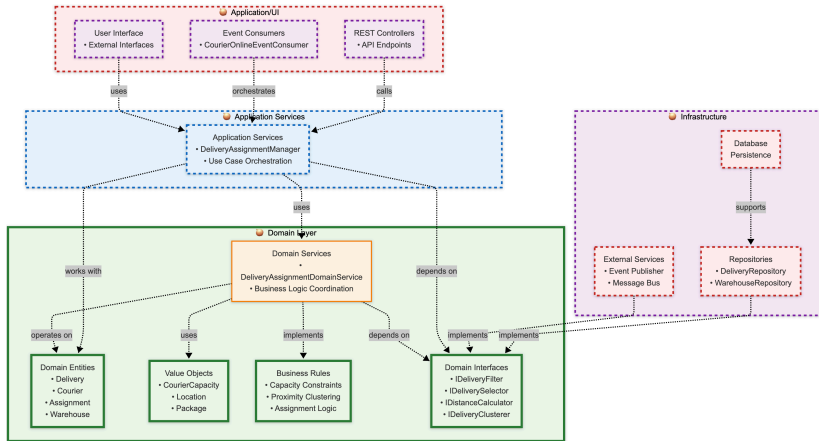 Application/UI
User Interface
• External Interfaces
Event Consumers
• CourierOnlineEventConsumer
REST Controllers
• API Endpoints
uses
orchestrates
calls
Application Services
Application Services
• DeliveryAssignmentManager
• Use Case Orchestration
Infrastructure
Database
Persistence
uses
supports
Domain Layer
Domain Services
•
DeliveryAssignmentDomainService
• Business Logic Coordination
works with
depends on
External Services
• Event Publisher
• Message Bus
Repositories
• DeliveryRepository
• WarehouseRepository
operates on
uses
implements
depends on
implements
implements
Domain Entities
• Delivery
• Courier
• Assignment
• Warehouse
Value Objects
• CourierCapacity
• Location
• Package
Business Rules
• Capacity Constraints
• Proximity Clustering
• Assignment Logic
Domain Interfaces
• IDeliveryFilter
• IDeliverySelector
• IDistanceCalculator
• IDeliveryClusterer